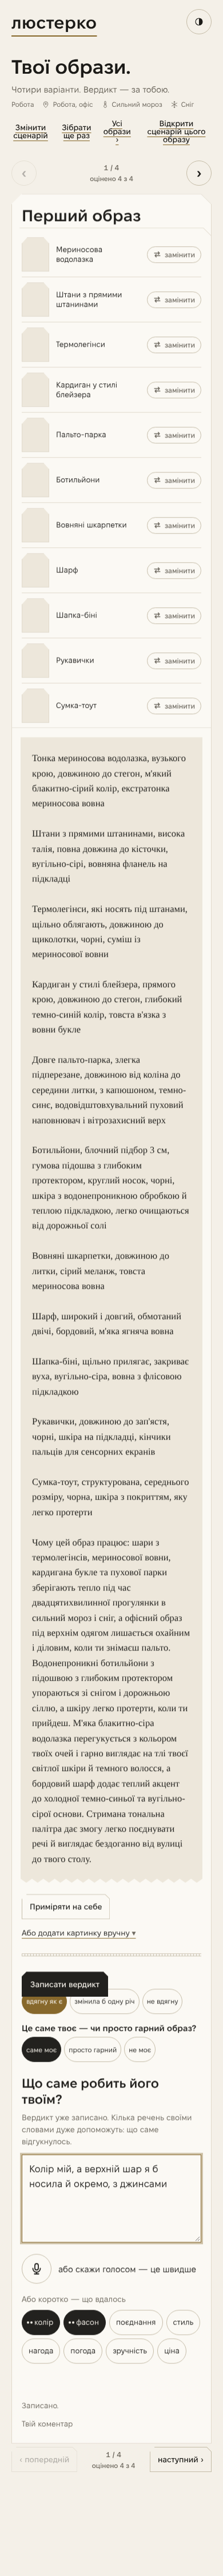 люстерко
Твої образи.
Чотири варіанти. Вердикт — за тобою.
Робота Робота, офіс Сильний мороз Сніг
Змінити сценарій
Зібрати ще раз
Усі образи ›
Відкрити сценарій цього образу
‹
1 / 4
оцінено 4 з 4
›
Перший образ
Мериносова водолазка
замінити
Штани з прямими штанинами
замінити
Термолегінси
замінити
Кардиган у стилі блейзера
замінити
Пальто-парка
замінити
Ботильйони
замінити
Вовняні шкарпетки
замінити
Шарф
замінити
Шапка-біні
замінити
Рукавички
замінити
Сумка-тоут
замінити
Тонка мериносова водолазка, вузького
крою, довжиною до стегон, м'який
блакитно-сірий колір, екстратонка
мериносова вовна
Штани з прямими штанинами, висока
талія, повна довжина до кісточки,
вугільно-сірі, вовняна фланель на
підкладці
Термолегінси, які носять під штанами,
щільно облягають, довжиною до
щиколотки, чорні, суміш із
мериносової вовни
Кардиган у стилі блейзера, прямого
крою, довжиною до стегон, глибокий
темно-синій колір, товста в'язка з
вовни букле
Довге пальто-парка, злегка
підперезане, довжиною від коліна до
середини литки, з капюшоном, темно-
синє, водовідштовхувальний пуховий
наповнювач і вітрозахисний верх
Ботильйони, блочний підбор 3 см,
гумова підошва з глибоким
протектором, круглий носок, чорні,
шкіра з водонепроникною обробкою й
теплою підкладкою, легко очищаються
від дорожньої солі
Вовняні шкарпетки, довжиною до
литки, сірий меланж, товста
мериносова вовна
Шарф, широкий і довгий, обмотаний
двічі, бордовий, м'яка ягняча вовна
Шапка-біні, щільно прилягає, закриває
вуха, вугільно-сіра, вовна з флісовою
підкладкою
Рукавички, довжиною до зап'ястя,
чорні, шкіра на підкладці, кінчики
пальців для сенсорних екранів
Сумка-тоут, структурована, середнього
розміру, чорна, шкіра з покриттям, яку
легко протерти
Чому цей образ працює: шари з
термолегінсів, мериносової вовни,
кардигана букле та пухової парки
зберігають тепло під час
двадцятихвилинної прогулянки в
сильний мороз і сніг, а офісний образ
під верхнім одягом лишається охайним
і діловим, коли ти знімаєш пальто.
Водонепроникні ботильйони з
підошвою з глибоким протектором
упораються зі снігом і дорожньою
сіллю, а шкіру легко протерти, коли ти
прийдеш. М'яка блакитно-сіра
водолазка перегукується з кольором
твоїх очей і гарно виглядає на тлі твоєї
світлої шкіри й темного волосся, а
бордовий шарф додає теплий акцент
до холодної темно-синьої та вугільно-
сірої основи. Стримана тональна
палітра дає змогу легко поєднувати
речі й виглядає бездоганно від вулиці
до твого столу.
Приміряти на себе
Або додати картинку вручну ▾
Записати вердикт
вдягну як є змінила б одну річ не вдягну
Це саме твоє — чи просто гарний образ?
саме моє просто гарний не моє
Що саме робить його
твоїм?
Вердикт уже записано. Кілька речень своїми
словами дуже допоможуть: що саме
відгукнулось.
Колір мій, а верхній шар я б
носила й окремо, з джинсами
або скажи голосом — це швидше
Або коротко — що вдалось
колір фасон поєднання стиль
нагода погода зручність ціна
Записано.
Твій коментар
‹ попередній
1 / 4
оцінено 4 з 4
наступний ›